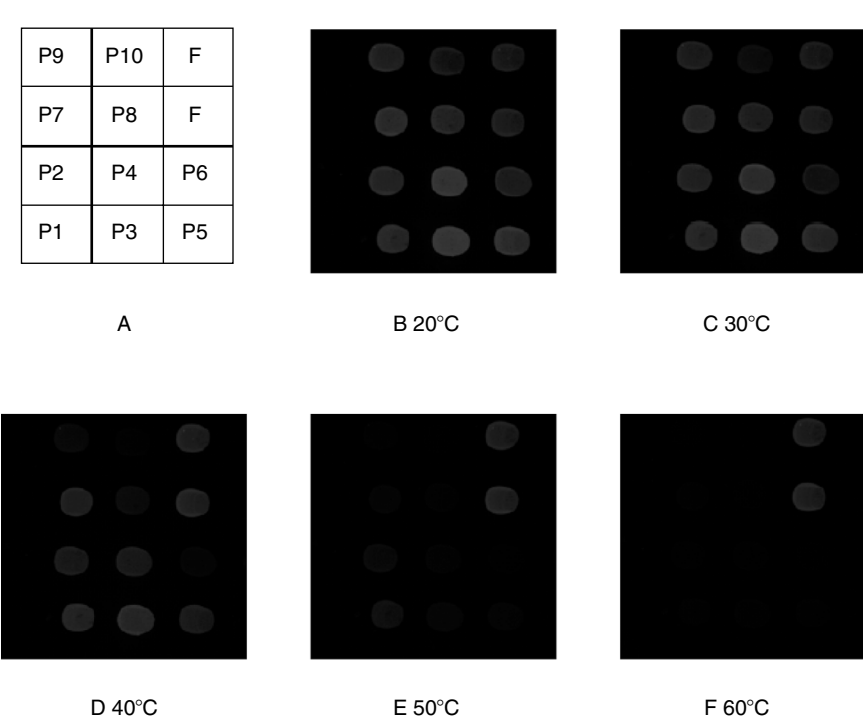 P9 P10 F
P7 P8 F
P2 P4 P6
P1 P3 P5
A
B 20°C
C 30°C
D 40°C
E 50°C
F 60°C